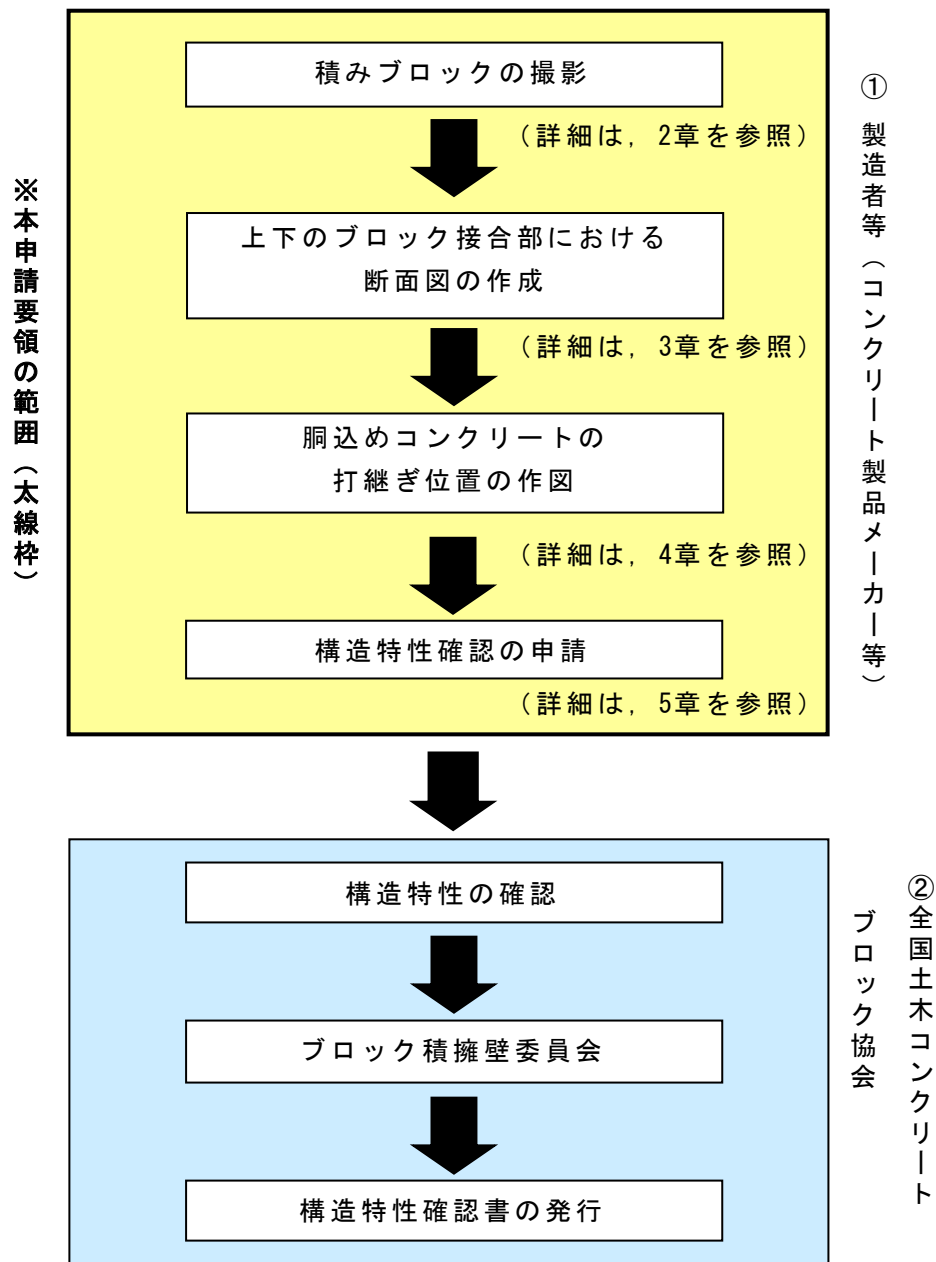 積みブロックの撮影
（詳細は，2章を参照）
上下のブロック接合部における
断面図の作成
（詳細は，3章を参照）
胴込めコンクリートの
打継ぎ位置の作図
（詳細は，4章を参照）
構造特性確認の申請
（詳細は，5章を参照）
※本申請要領の範囲（太線枠）
①　製造者等（コンクリート製品メーカー等）
構造特性の確認
ブロック積擁壁委員会
構造特性確認書の発行
②全国土木コンクリート
ブロック協会